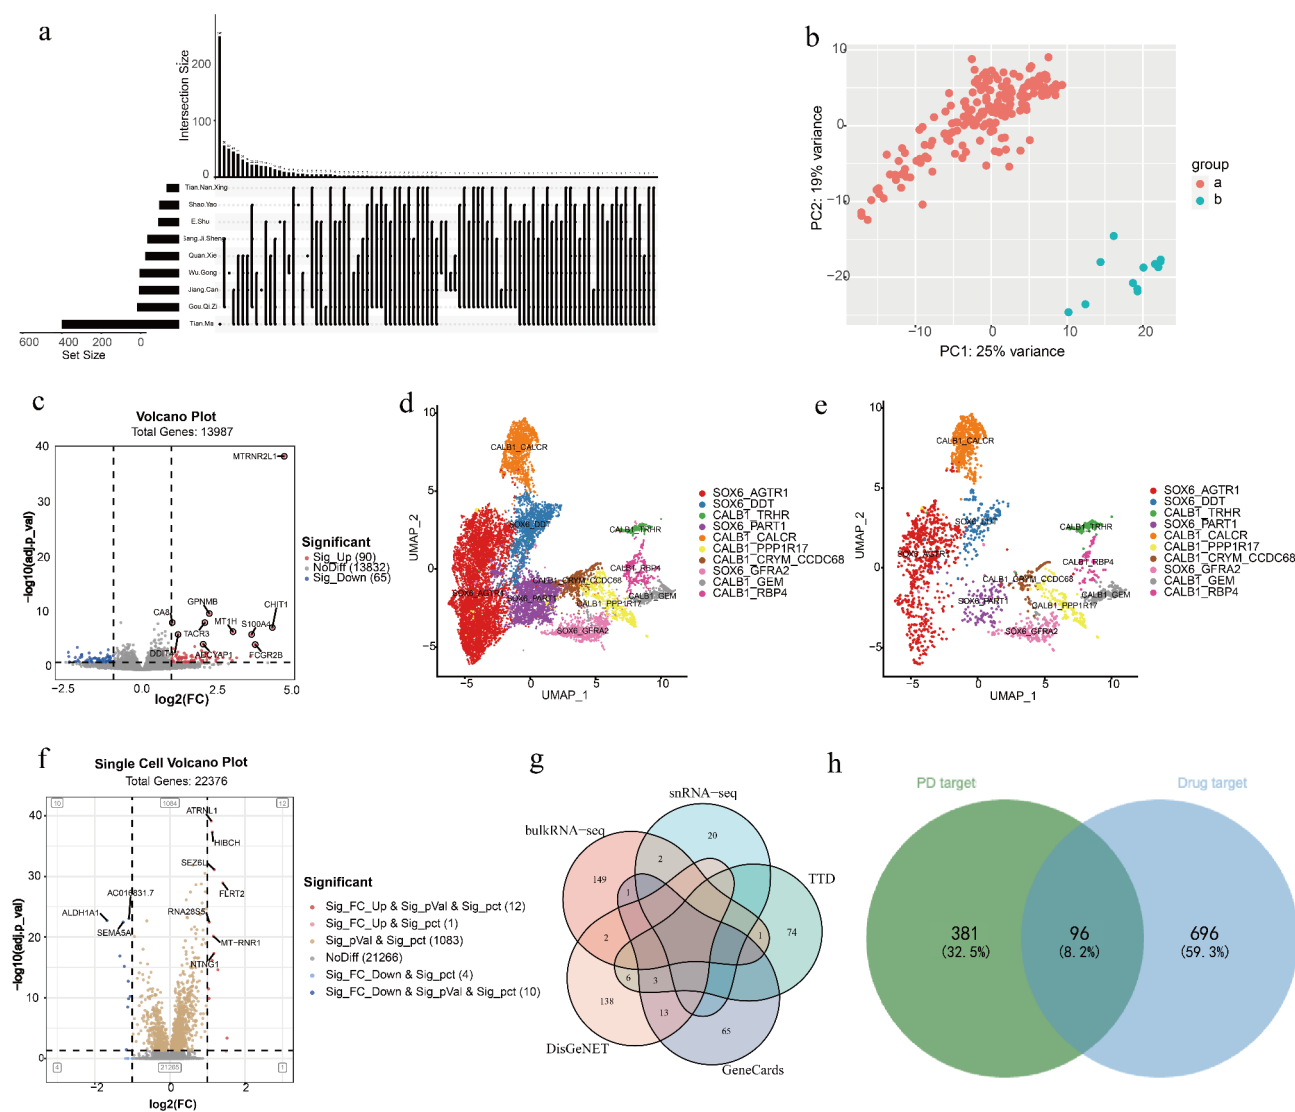 a
Intersection Size
200
100
0
Tian.Nan.Xing
Shao.Yao
E.Shu
Sang.Ji.Sheng
Quan.Xie
Wu.Gong
Jiang.Can
Gou.Qi.Zi
Tian.Ma
600
400
200
0
Set Size
b
10
0
−10
−20
PC2: 19% variance
−10
0
10
20
PC1: 25% variance
group
a
b
c
Volcano Plot
Total Genes: 13987
40
30
20
10
0
−log10(adj.p_val)
MTRNR2L1
GPNMB
CA8
CHIT1
MT1H
S100A4
TACR3
DDIT4L
ADCYAP1
FCGR2B
−2.5
0.0
2.5
5.0
log2(FC)
Significant
Sig_Up (90)
NoDiff (13832)
Sig_Down (65)
d
10
5
0
−5
UMAP_2
CALB1_CALCR
SOX6_DDT
CALB1_TRHR
CALB1_RBP4
CALB1_CRYM_CCDC68
SOX6_AGTR1
SOX6_PART1
CALB1_GEM
CALB1_PPP1R17
SOX6_GFRA2
−5
0
5
10
UMAP_1
SOX6_AGTR1
SOX6_DDT
CALB1_TRHR
SOX6_PART1
CALB1_CALCR
CALB1_PPP1R17
CALB1_CRYM_CCDC68
SOX6_GFRA2
CALB1_GEM
CALB1_RBP4
e
10
5
0
−5
CALB1_CALCR
SOX6_DDT
CALB1_TRHR
SOX6_AGTR1
CALB1_RBP4
CALB1_CRYM_CCDC68
CALB1_GEM
SOX6_PART1
CALB1_PPP1R17
SOX6_GFRA2
−5
0
5
10
UMAP_1
SOX6_AGTR1
SOX6_DDT
CALB1_TRHR
SOX6_PART1
CALB1_CALCR
CALB1_PPP1R17
CALB1_CRYM_CCDC68
SOX6_GFRA2
CALB1_GEM
CALB1_RBP4
f
Single Cell Volcano Plot
Total Genes: 22376
40
30
20
10
0
−log10(adj.p_val)
10
1084
12
ATRNL1
HIBCH
SEZ6L
FLRT2
AC016831.7
ALDH1A1
SEMA5A
RNA28S5
MT−RNR1
NTNG1
4
21265
1
−2
0
2
log2(FC)
Significant
Sig_FC_Up & Sig_pVal & Sig_pct (12)
Sig_FC_Up & Sig_pct (1)
Sig_pVal & Sig_pct (1083)
NoDiff (21266)
Sig_FC_Down & Sig_pct (4)
Sig_FC_Down & Sig_pVal & Sig_pct (10)
g
snRNA−seq
bulkRNA−seq
TTD
DisGeNET
GeneCards
20
2
149
1
74
1
2
6
3
138
13
65
h
PD target
Drug target
381
(32.5%)
96
(8.2%)
696
(59.3%)